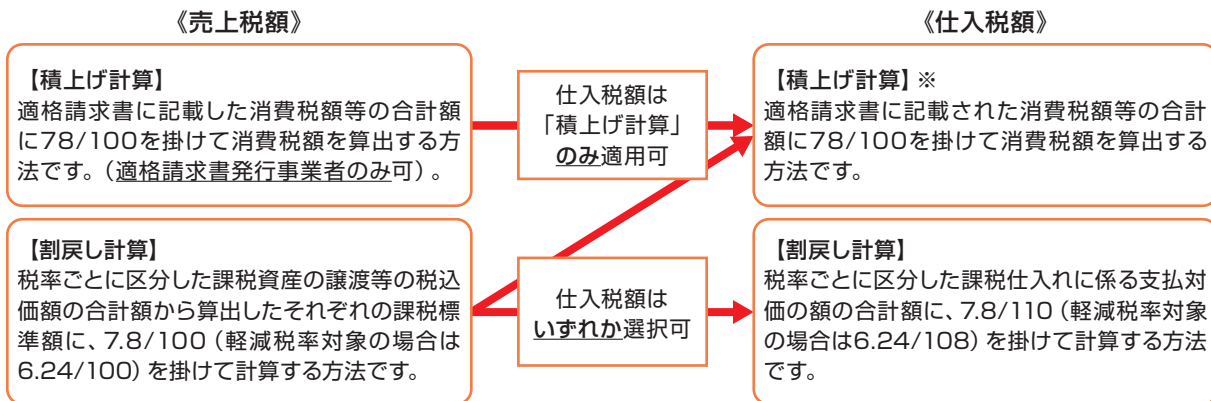 《売上税額》
《仕入税額》
【積上げ計算】
適格請求書に記載した消費税額等の合計額
に78/100を掛けて消費税額を算出する方
法です。（適格請求書発行事業者のみ可）。
仕入税額は
「積上げ計算」
のみ適用可
【積上げ計算】※
適格請求書に記載された消費税額等の合計
額に78/100を掛けて消費税額を算出する
方法です。
【割戻し計算】
税率ごとに区分した課税資産の譲渡等の税込
価額の合計額から算出したそれぞれの課税標
準額に、7.8/100（軽減税率対象の場合は
6.24/100）を掛けて計算する方法です。
仕入税額は
いずれか選択可
【割戻し計算】
税率ごとに区分した課税仕入れに係る支払対
価の額の合計額に、7.8/110（軽減税率対象
の場合は6.24/108）を掛けて計算する方法
です。